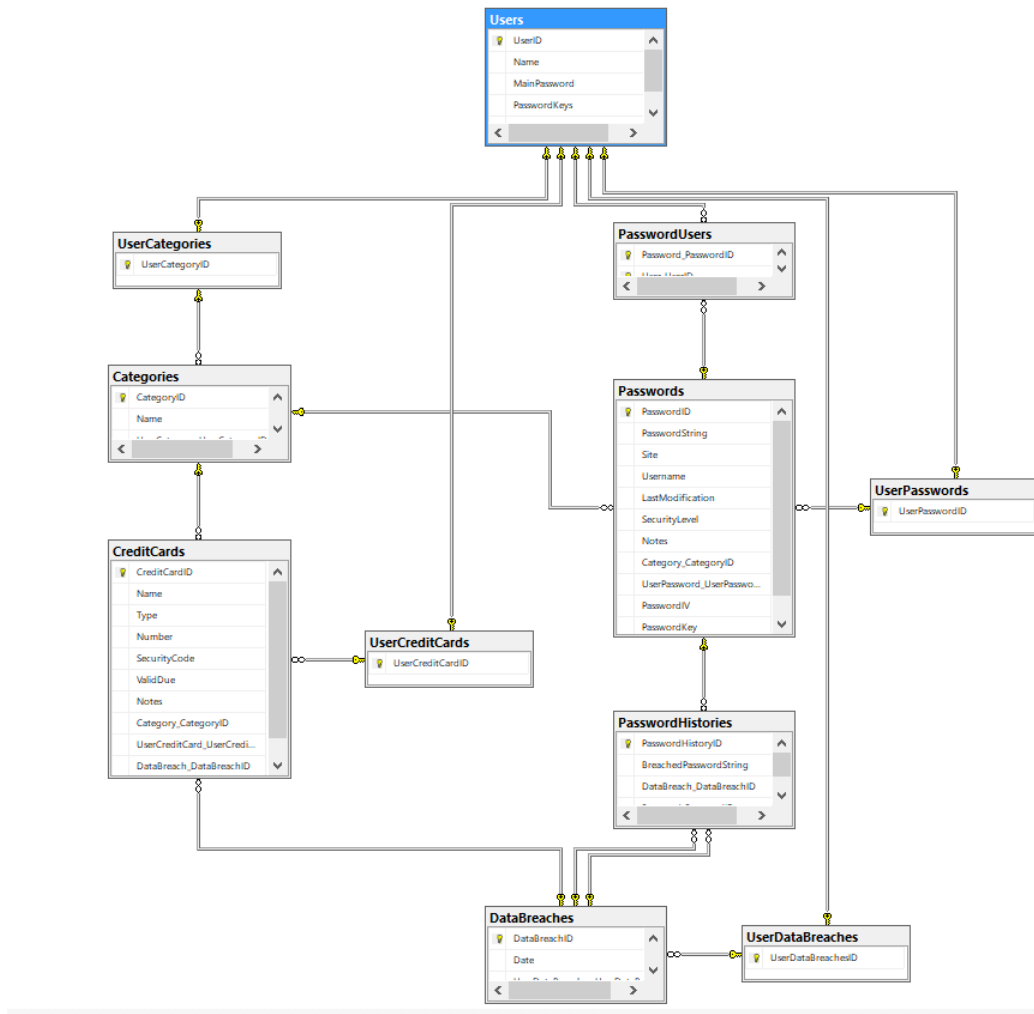 Users
UserID
Name
MainPassword
PasswordKeys
UserCategories
UserCategoryID
PasswordUsers
Password_PasswordID
Categories
CategoryID
Name
Passwords
PasswordID
PasswordString
Site
Username
LastModification
SecurityLevel
Notes
Category_CategoryID
UserPassword_UserPasswo...
PasswordIV
PasswordKey
UserPasswords
UserPasswordID
CreditCards
CreditCardID
Name
Type
Number
SecurityCode
ValidDue
Notes
Category_CategoryID
UserCreditCard_UserCredi...
DataBreach_DataBreachID
UserCreditCards
UserCreditCardID
PasswordHistories
PasswordHistoryID
BreachedPasswordString
DataBreach_DataBreachID
DataBreaches
DataBreachID
Date
UserDataBreaches
UserDataBreachesID